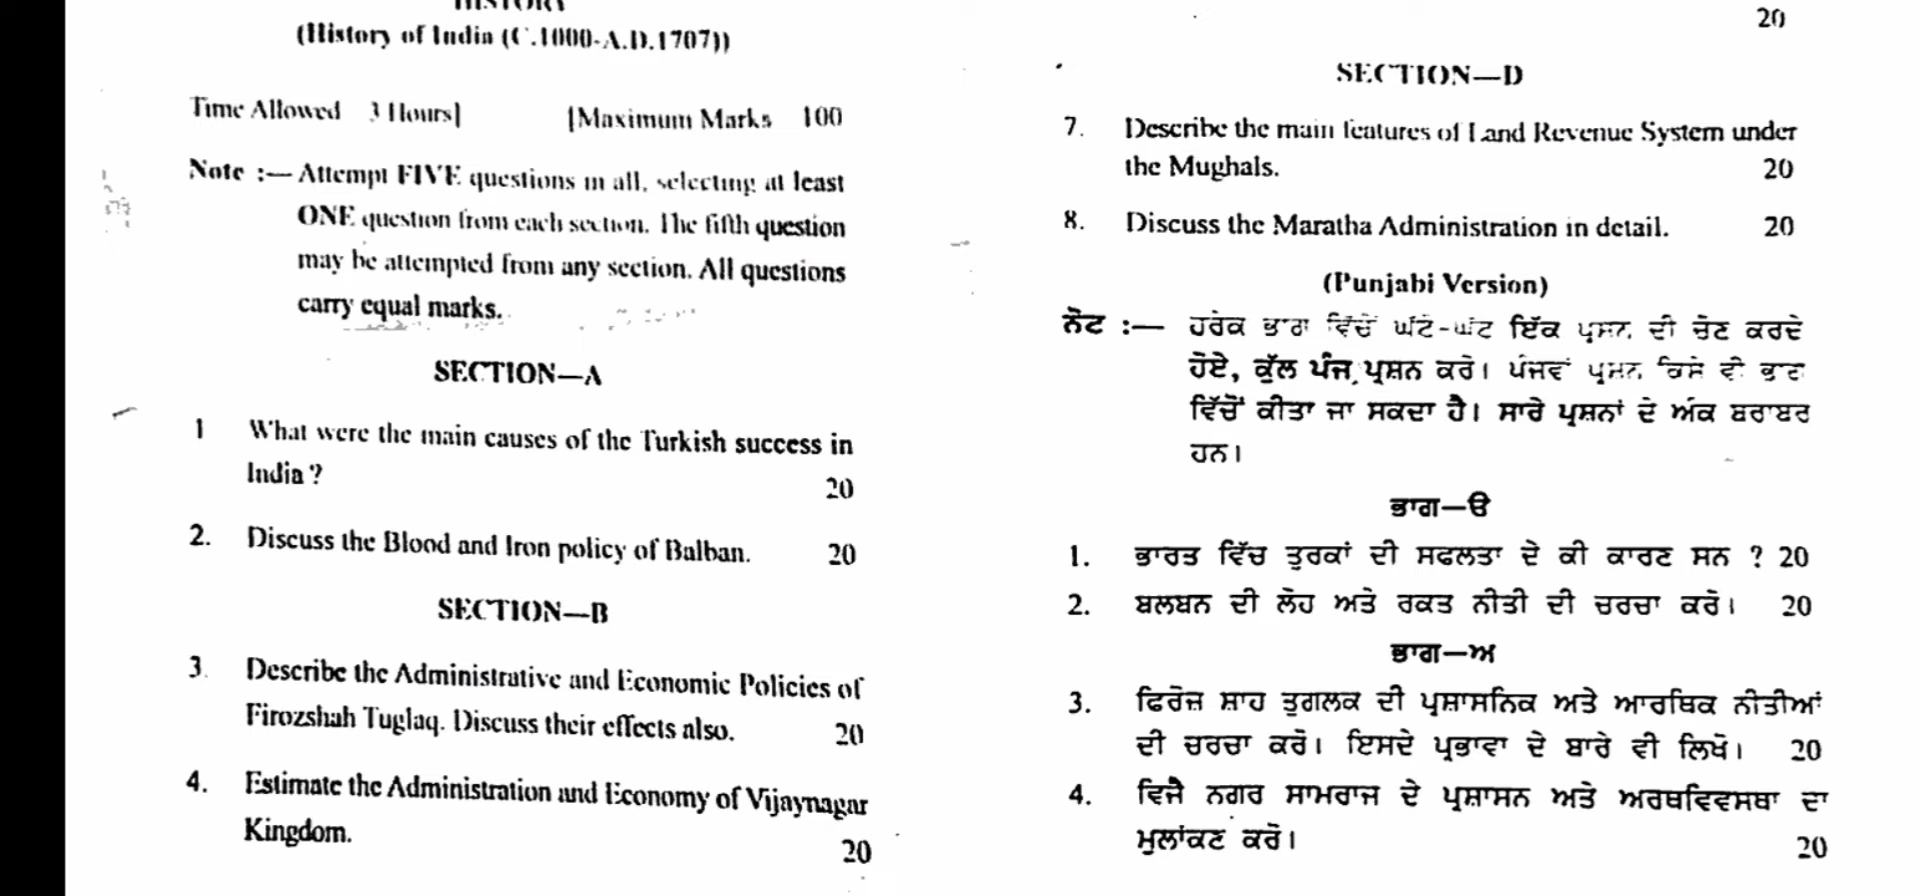 HISTORY
(History of India (C.1000-A.D.1707))
Time Allowed 3 Hours] [Maximum Marks 100
Note :— Attempt FIVE questions in all, selecting at least
ONE question from each section. The fifth question
may be attempted from any section. All questions
carry equal marks.
SECTION—A
1 What were the main causes of the Turkish success in
India ? 20
2. Discuss the Blood and Iron policy of Balban. 20
SECTION—B
3. Describe the Administrative and Economic Policies of
Firozshah Tuglaq. Discuss their effects also. 20
4. Estimate the Administration and Economy of Vijaynagar
Kingdom. 20
20
SECTION—D
7. Describe the main features of Land Revenue System under
the Mughals. 20
8. Discuss the Maratha Administration in detail. 20
(Punjabi Version)
ਨੋਟ :— ਹਰੇਕ ਭਾਗ ਵਿੱਚੋਂ ਘੱਟੋ-ਘੱਟ ਇੱਕ ਪ੍ਰਸ਼ਨ ਦੀ ਚੋਣ ਕਰਦੇ
ਹੋਏ, ਕੁੱਲ ਪੰਜ ਪ੍ਰਸ਼ਨ ਕਰੋ। ਪੰਜਵਾਂ ਪ੍ਰਸ਼ਨ ਕਿਸੇ ਵੀ ਭਾਗ
ਵਿੱਚੋਂ ਕੀਤਾ ਜਾ ਸਕਦਾ ਹੈ। ਸਾਰੇ ਪ੍ਰਸ਼ਨਾਂ ਦੇ ਅੰਕ ਬਰਾਬਰ
ਹਨ।
ਭਾਗ—ੳ
1. ਭਾਰਤ ਵਿੱਚ ਤੁਰਕਾਂ ਦੀ ਸਫਲਤਾ ਦੇ ਕੀ ਕਾਰਣ ਸਨ ? 20
2. ਬਲਬਨ ਦੀ ਲੋਹ ਅਤੇ ਰਕਤ ਨੀਤੀ ਦੀ ਚਰਚਾ ਕਰੋ। 20
ਭਾਗ—ਅ
3. ਫਿਰੋਜ਼ ਸ਼ਾਹ ਤੁਗਲਕ ਦੀ ਪ੍ਰਸ਼ਾਸਨਿਕ ਅਤੇ ਆਰਥਿਕ ਨੀਤੀਆਂ
ਦੀ ਚਰਚਾ ਕਰੋ। ਇਸਦੇ ਪ੍ਰਭਾਵਾ ਦੇ ਬਾਰੇ ਵੀ ਲਿਖੋ। 20
4. ਵਿਜੈ ਨਗਰ ਸਾਮਰਾਜ ਦੇ ਪ੍ਰਸ਼ਾਸਨ ਅਤੇ ਅਰਥਵਿਵਸਥਾ ਦਾ
ਮੁਲਾਂਕਣ ਕਰੋ। 20